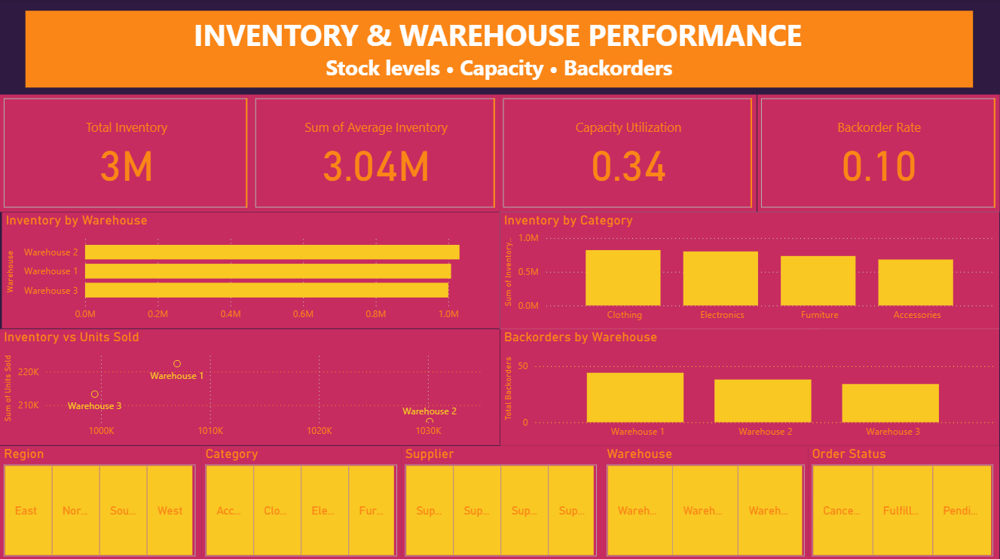 INVENTORY & WAREHOUSE PERFORMANCE
Stock levels • Capacity • Backorders
Total Inventory
3M
Sum of Average Inventory
3.04M
Capacity Utilization
0.34
Backorder Rate
0.10
Inventory by Warehouse
Warehouse
Warehouse 2
Warehouse 1
Warehouse 3
0.0M 0.2M 0.4M 0.6M 0.8M 1.0M
Inventory by Category
Sum of Inventory...
1.0M
0.5M
0.0M
Clothing Electronics Furniture Accessories
Inventory vs Units Sold
Sum of Units Sold
220K
210K
Warehouse 1
Warehouse 3
Warehouse 2
1000K 1010K 1020K 1030K
Backorders by Warehouse
Total Backorders
50
0
Warehouse 1 Warehouse 2 Warehouse 3
Region
East Nor... Sou... West
Category
Acc... Clo... Ele... Fur...
Supplier
Sup... Sup... Sup... Sup...
Warehouse
Wareh... Wareh... Wareh...
Order Status
Cance... Fulfill... Pendi...